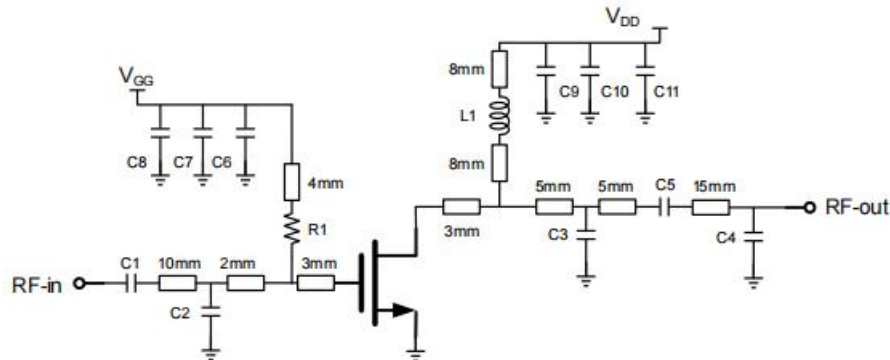 VDD
8mm
C9 C10 C11
VGG
L1
C8 C7 C6
8mm
4mm
5mm 5mm C5 15mm
RF-out
R1
3mm
C3 C4
C1 10mm 2mm 3mm
RF-in
C2